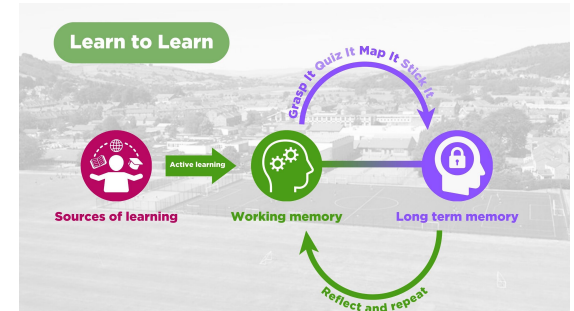 Learn to Learn
Grasp It Quiz It Map It Stick It
Active learning
Sources of learning
Working memory
Long term memory
Reflect and repeat